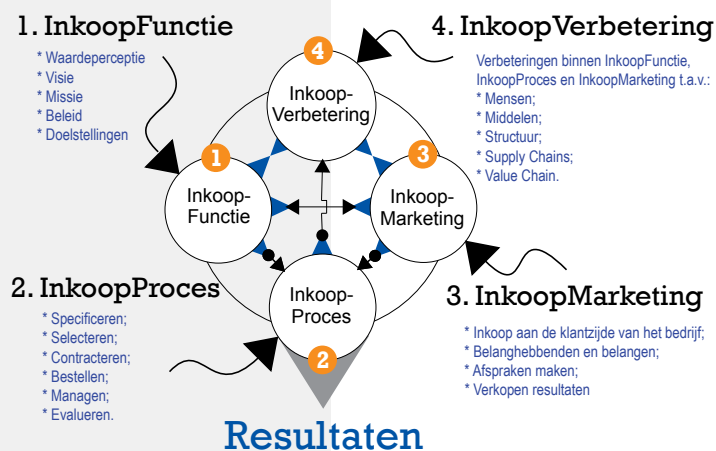 1. InkoopFunctie
* Waardeperceptie
* Visie
* Missie
* Beleid
* Doelstellingen
4. InkoopVerbetering
Verbeteringen binnen InkoopFunctie,
InkoopProces en InkoopMarketing t.a.v.:
* Mensen;
* Middelen;
* Structuur;
* Supply Chains;
* Value Chain.
4
Inkoop-
Verbetering
1
Inkoop-
Functie
3
Inkoop-
Marketing
Inkoop-
Proces
2
2. InkoopProces
* Specificeren;
* Selecteren;
* Contracteren;
* Bestellen;
* Managen;
* Evalueren.
3. InkoopMarketing
* Inkoop aan de klantzijde van het bedrijf;
* Belanghebbenden en belangen;
* Afspraken maken;
* Verkopen resultaten
Resultaten